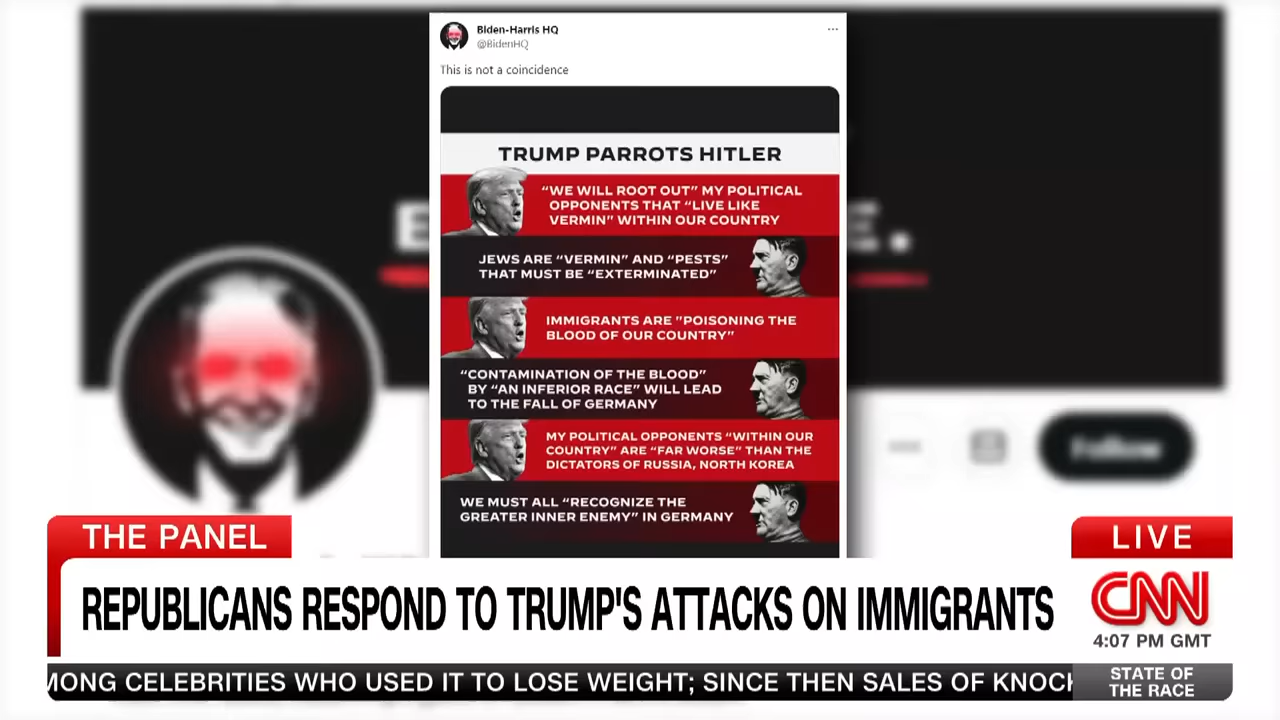 Biden-Harris HQ
@BidenHQ
This is not a coincidence
TRUMP PARROTS HITLER
"WE WILL ROOT OUT" MY POLITICAL
OPPONENTS THAT "LIVE LIKE
VERMIN" WITHIN OUR COUNTRY
JEWS ARE "VERMIN" AND "PESTS"
THAT MUST BE "EXTERMINATED"
IMMIGRANTS ARE "POISONING THE
BLOOD OF OUR COUNTRY"
"CONTAMINATION OF THE BLOOD"
BY "AN INFERIOR RACE" WILL LEAD
TO THE FALL OF GERMANY
MY POLITICAL OPPONENTS "WITHIN OUR
COUNTRY" ARE "FAR WORSE" THAN THE
DICTATORS OF RUSSIA, NORTH KOREA
WE MUST ALL "RECOGNIZE THE
GREATER INNER ENEMY" IN GERMANY
Follow
THE PANEL
LIVE
REPUBLICANS RESPOND TO TRUMP'S ATTACKS ON IMMIGRANTS
CNN
4:07 PM GMT
MONG CELEBRITIES WHO USED IT TO LOSE WEIGHT; SINCE THEN SALES OF KNOCK
STATE OF
THE RACE